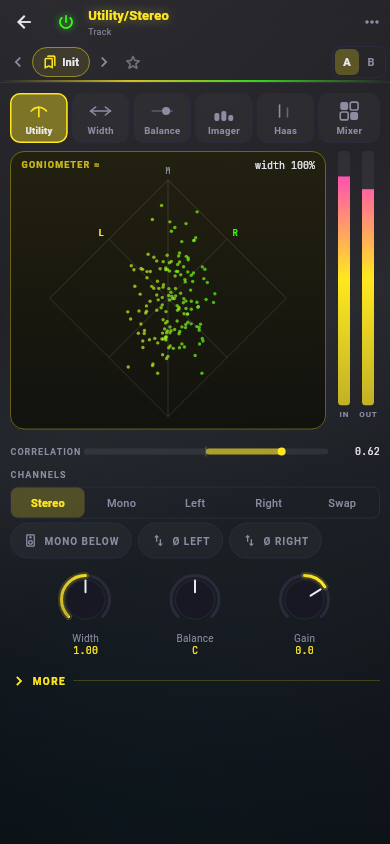 Utility/Stereo
Track
Init
A B
Utility Width Balance Imager Haas Mixer
GONIOMETER ≋ width 100%
M
L R
IN OUT
CORRELATION 0.62
CHANNELS
Stereo Mono Left Right Swap
MONO BELOW Ø LEFT Ø RIGHT
Width Balance Gain
1.00 C 0.0
MORE